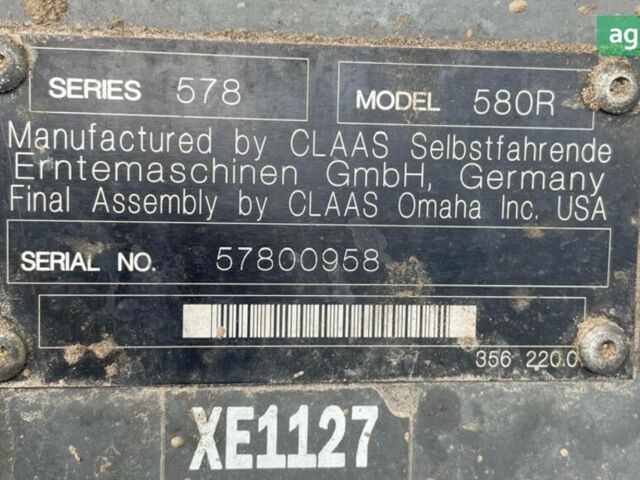 ag
SERIES 578 MODEL 580R
Manufactured by CLAAS Selbstfahrende
Erntemaschinen GmbH, Germany
Final Assembly by CLAAS Omaha Inc. USA
SERIAL NO. 57800958
356 220.0
XE1127